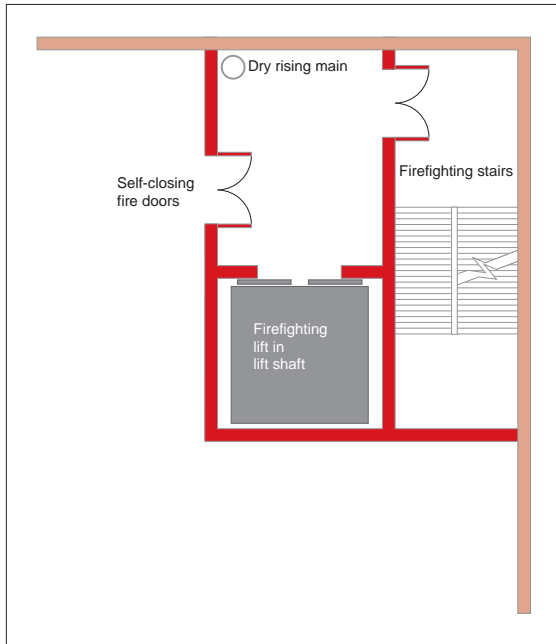 Dry rising main
Self-closing
fire doors
Firefighting stairs
Firefighting
lift in
lift shaft